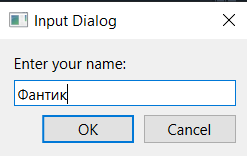 Input Dialog
Enter your name:
Фантик
OK Cancel